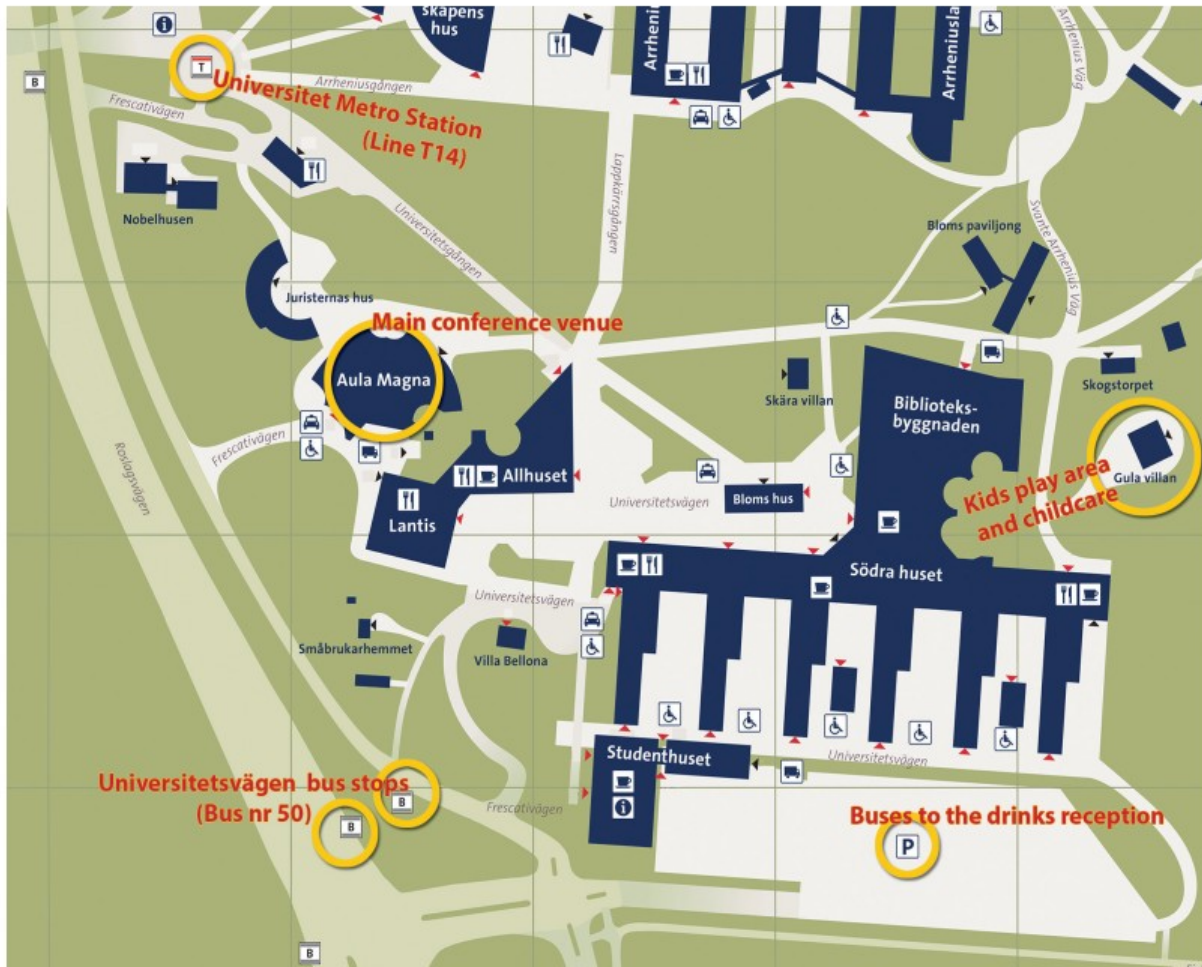 skapens
hus
Arrheniu
Arrheniusla
Arrhenius Väg
B
T
Universitet Metro Station
(Line T14)
Arrheniusgången
Frescativägen
Nobelhusen
Universitetsgången
Lappkärrsgången
Svante Arrhenius Väg
Bloms paviljong
Juristernas hus
Main conference venue
Aula Magna
Skära villan
Biblioteks-
byggnaden
Skogstorpet
Frescativägen
Roslagsvägen
Allhuset
Lantis
Universitetsvägen
Bloms hus
Kids play area
and childcare
Gula villan
Södra huset
Universitetsvägen
Småbrukarhemmet
Villa Bellona
Studenthuset
Universitetsvägen
Universitetsvägen bus stops
(Bus nr 50)
B
B
Frescativägen
Buses to the drinks reception
P
B